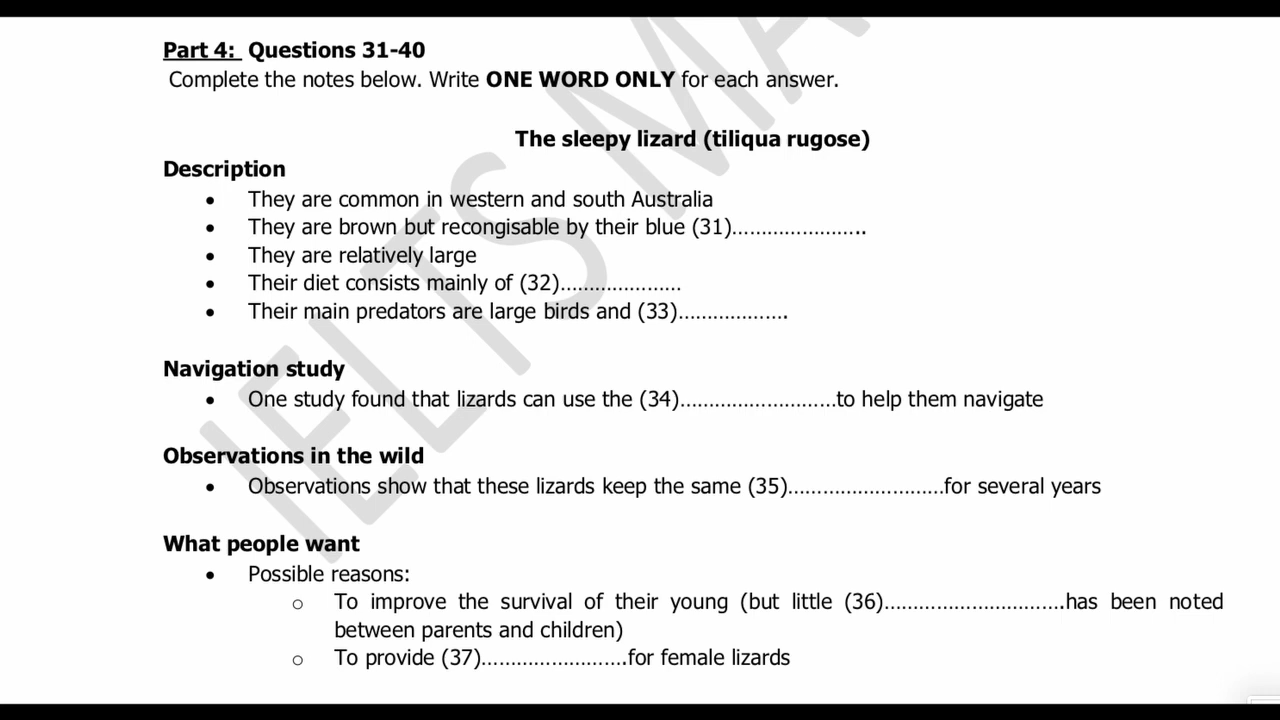 Part 4: Questions 31-40
Complete the notes below. Write ONE WORD ONLY for each answer.
The sleepy lizard (tiliqua rugose)
Description
• They are common in western and south Australia
• They are brown but recongisable by their blue (31)........................
• They are relatively large
• Their diet consists mainly of (32).....................
• Their main predators are large birds and (33)...................
Navigation study
• One study found that lizards can use the (34)...........................to help them navigate
Observations in the wild
• Observations show that these lizards keep the same (35)...........................for several years
What people want
• Possible reasons:
o To improve the survival of their young (but little (36)...............................has been noted
between parents and children)
o To provide (37).........................for female lizards
IELTS MA